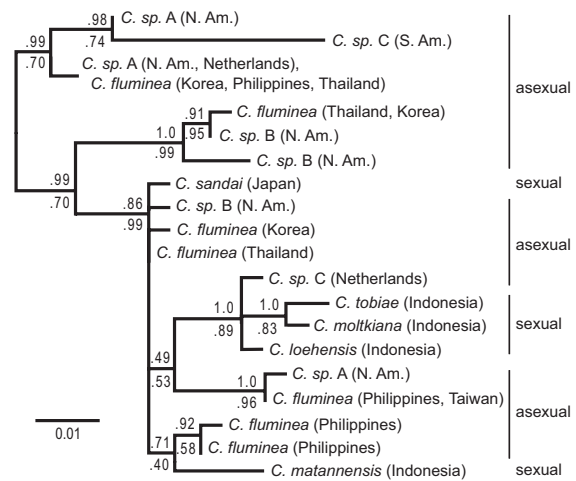 .98
C. sp. A (N. Am.)
.74
C. sp. C (S. Am.)
.99
.70
C. sp. A (N. Am., Netherlands),
C. fluminea (Korea, Philippines, Thailand)
asexual
.91
C. fluminea (Thailand, Korea)
1.0
.95
C. sp. B (N. Am.)
.99
C. sp. B (N. Am.)
.99
.70
C. sandai (Japan)
sexual
.86
.99
C. sp. B (N. Am.)
C. fluminea (Korea)
asexual
C. fluminea (Thailand)
C. sp. C (Netherlands)
1.0
.89
1.0
.83
C. tobiae (Indonesia)
C. moltkiana (Indonesia)
sexual
C. loehensis (Indonesia)
.49
.53
1.0
.96
C. sp. A (N. Am.)
C. fluminea (Philippines, Taiwan)
asexual
.92
.58
C. fluminea (Philippines)
C. fluminea (Philippines)
.71
.40
C. matannensis (Indonesia)
sexual
0.01